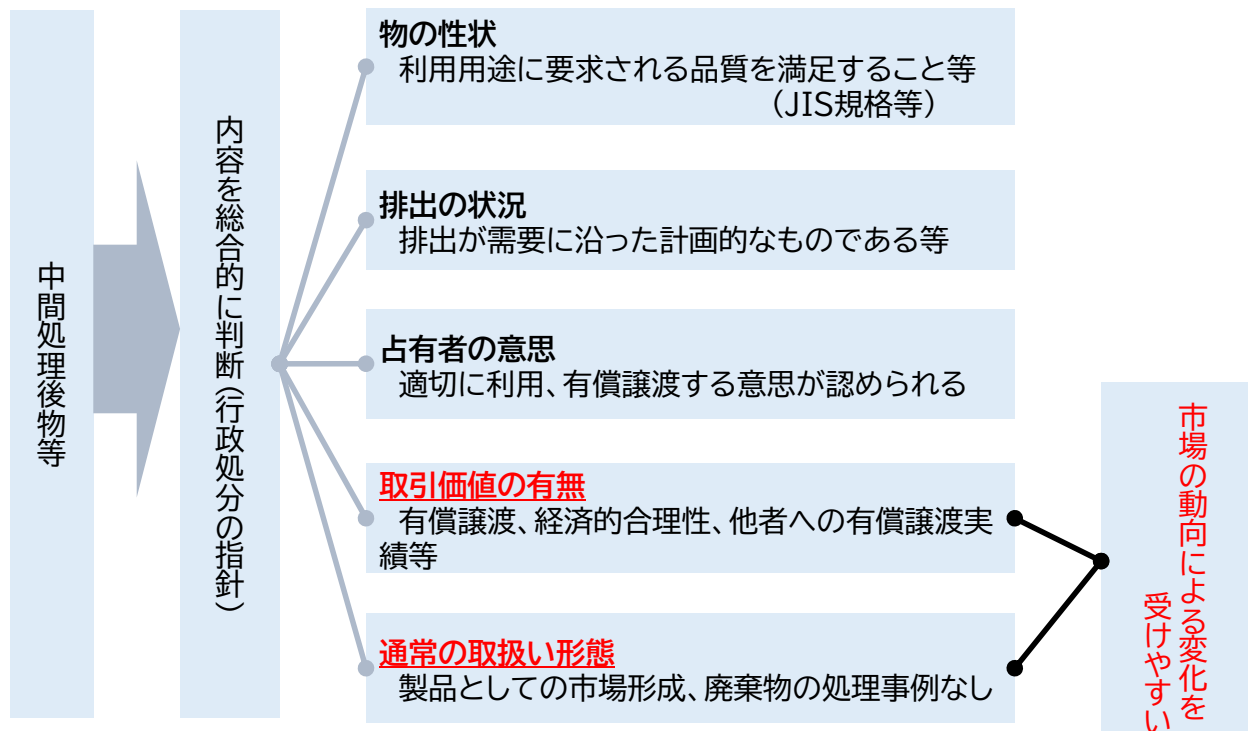 中間処理後物等
内容を総合的に判断(行政処分の指針)
物の性状
利用用途に要求される品質を満足すること等
(JIS規格等)
排出の状況
排出が需要に沿った計画的なものである等
占有者の意思
適切に利用、有償譲渡する意思が認められる
取引価値の有無
有償譲渡、経済的合理性、他者への有償譲渡実
績等
通常の取扱い形態
製品としての市場形成、廃棄物の処理事例なし
市場の動向による変化を
受けやすい